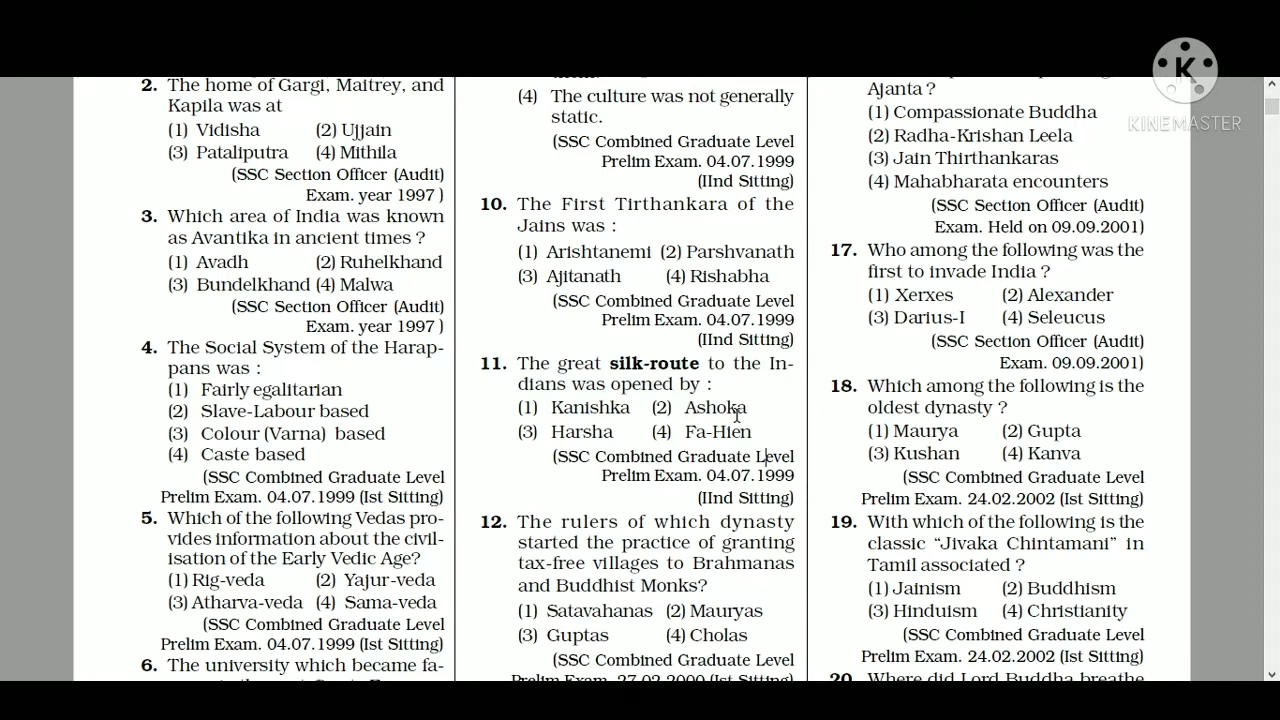 2. The home of Gargi, Maitrey, and
Kapila was at
(1) Vidisha (2) Ujjain
(3) Pataliputra (4) Mithila
(SSC Section Officer (Audit)
Exam. year 1997 )
3. Which area of India was known
as Avantika in ancient times ?
(1) Avadh (2) Ruhelkhand
(3) Bundelkhand (4) Malwa
(SSC Section Officer (Audit)
Exam. year 1997 )
4. The Social System of the Harap-
pans was :
(1) Fairly egalitarian
(2) Slave-Labour based
(3) Colour (Varna) based
(4) Caste based
(SSC Combined Graduate Level
Prelim Exam. 04.07.1999 (Ist Sitting)
5. Which of the following Vedas pro-
vides information about the civil-
isation of the Early Vedic Age?
(1) Rig-veda (2) Yajur-veda
(3) Atharva-veda (4) Sama-veda
(SSC Combined Graduate Level
Prelim Exam. 04.07.1999 (Ist Sitting)
6. The university which became fa-
(4) The culture was not generally
static.
(SSC Combined Graduate Level
Prelim Exam. 04.07.1999
(IInd Sitting)
10. The First Tirthankara of the
Jains was :
(1) Arishtanemi (2) Parshvanath
(3) Ajitanath (4) Rishabha
(SSC Combined Graduate Level
Prelim Exam. 04.07.1999
(IInd Sitting)
11. The great silk-route to the In-
dians was opened by :
(1) Kanishka (2) Ashoka
(3) Harsha (4) Fa-Hien
(SSC Combined Graduate Level
Prelim Exam. 04.07.1999
(IInd Sitting)
12. The rulers of which dynasty
started the practice of granting
tax-free villages to Brahmanas
and Buddhist Monks?
(1) Satavahanas (2) Mauryas
(3) Guptas (4) Cholas
(SSC Combined Graduate Level
Prelim Exam. 27.02.2000 (Ist Sitting)
Ajanta ?
(1) Compassionate Buddha
(2) Radha-Krishan Leela
(3) Jain Thirthankaras
(4) Mahabharata encounters
(SSC Section Officer (Audit)
Exam. Held on 09.09.2001)
17. Who among the following was the
first to invade India ?
(1) Xerxes (2) Alexander
(3) Darius-I (4) Seleucus
(SSC Section Officer (Audit)
Exam. 09.09.2001)
18. Which among the following is the
oldest dynasty ?
(1) Maurya (2) Gupta
(3) Kushan (4) Kanva
(SSC Combined Graduate Level
Prelim Exam. 24.02.2002 (Ist Sitting)
19. With which of the following is the
classic “Jivaka Chintamani” in
Tamil associated ?
(1) Jainism (2) Buddhism
(3) Hinduism (4) Christianity
(SSC Combined Graduate Level
Prelim Exam. 24.02.2002 (Ist Sitting)
20. Where did Lord Buddha breathe
K
KINEMASTER